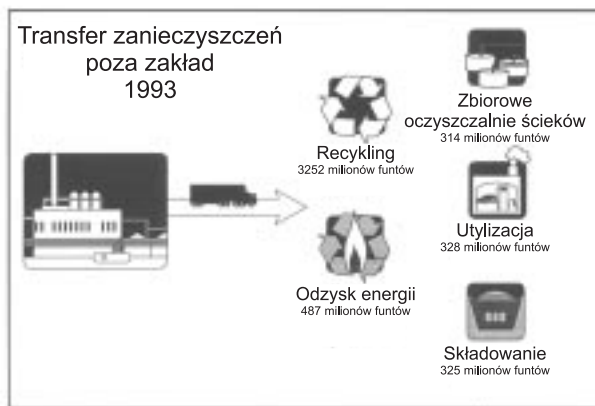 Transfer zanieczyszczeń
poza zakład
1993
Recykling
3252 milionów funtów
Odzysk energii
487 milionów funtów
Zbiorowe
oczyszczalnie ścieków
314 milionów funtów
Utylizacja
328 milionów funtów
Składowanie
325 milionów funtów